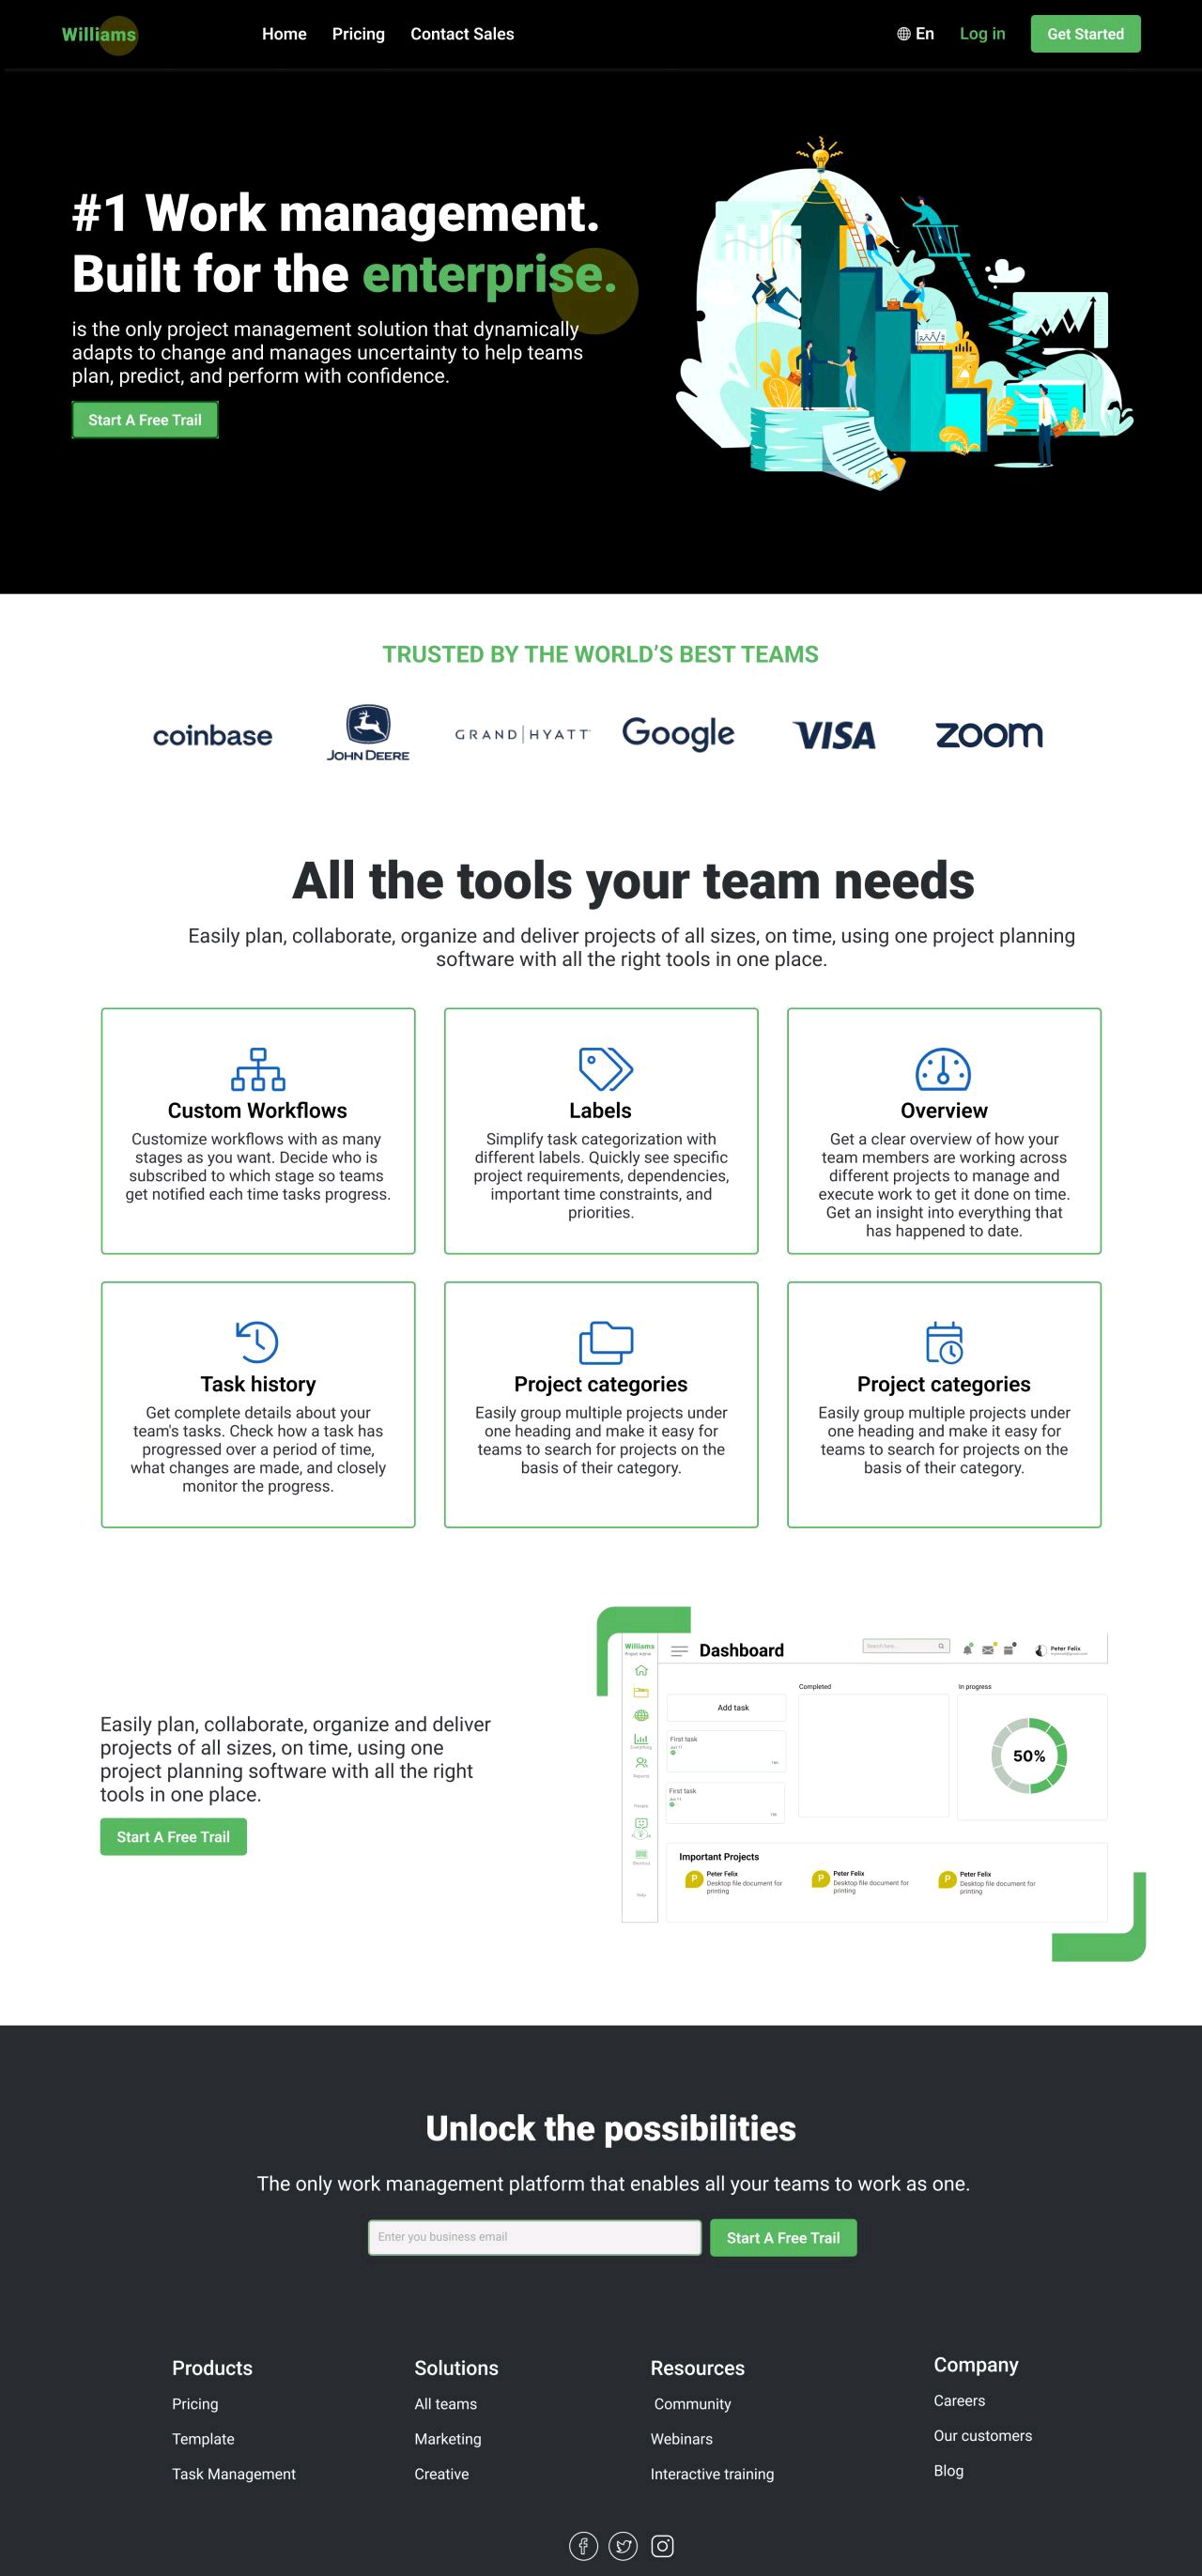 Williams
Home Pricing Contact Sales
En Log in Get Started
#1 Work management.
Built for the enterprise.
is the only project management solution that dynamically
adapts to change and manages uncertainty to help teams
plan, predict, and perform with confidence.
Start A Free Trail
TRUSTED BY THE WORLD'S BEST TEAMS
coinbase
JOHN DEERE
GRAND HYATT
Google
VISA
zoom
All the tools your team needs
Easily plan, collaborate, organize and deliver projects of all sizes, on time, using one project planning
software with all the right tools in one place.
Custom Workflows
Customize workflows with as many
stages as you want. Decide who is
subscribed to which stage so teams
get notified each time tasks progress.
Labels
Simplify task categorization with
different labels. Quickly see specific
project requirements, dependencies,
important time constraints, and
priorities.
Overview
Get a clear overview of how your
team members are working across
different projects to manage and
execute work to get it done on time.
Get an insight into everything that
has happened to date.
Task history
Get complete details about your
team's tasks. Check how a task has
progressed over a period of time,
what changes are made, and closely
monitor the progress.
Project categories
Easily group multiple projects under
one heading and make it easy for
teams to search for projects on the
basis of their category.
Project categories
Easily group multiple projects under
one heading and make it easy for
teams to search for projects on the
basis of their category.
Easily plan, collaborate, organize and deliver
projects of all sizes, on time, using one
project planning software with all the right
tools in one place.
Start A Free Trail
Williams
Dashboard
Search here...
Peter Felix
Completed
In progress
Add task
First task
First task
50%
Important Projects
P
Peter Felix
Desktop file document for
printing
P
Peter Felix
Desktop file document for
printing
P
Peter Felix
Desktop file document for
printing
Unlock the possibilities
The only work management platform that enables all your teams to work as one.
Enter you business email
Start A Free Trail
Products
Pricing
Template
Task Management
Solutions
All teams
Marketing
Creative
Resources
Community
Webinars
Interactive training
Company
Careers
Our customers
Blog